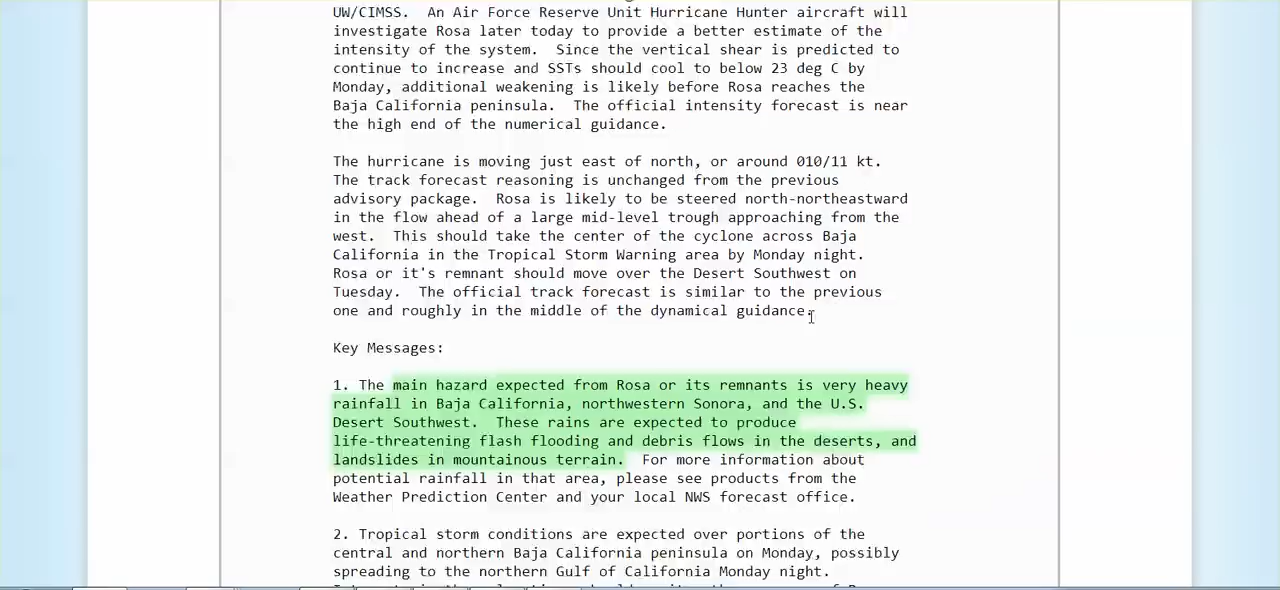 UW/CIMSS.  An Air Force Reserve Unit Hurricane Hunter aircraft will
investigate Rosa later today to provide a better estimate of the
intensity of the system.  Since the vertical shear is predicted to
continue to increase and SSTs should cool to below 23 deg C by
Monday, additional weakening is likely before Rosa reaches the
Baja California peninsula.  The official intensity forecast is near
the high end of the numerical guidance.

The hurricane is moving just east of north, or around 010/11 kt.
The track forecast reasoning is unchanged from the previous
advisory package.  Rosa is likely to be steered north-northeastward
in the flow ahead of a large mid-level trough approaching from the
west.  This should take the center of the cyclone across Baja
California in the Tropical Storm Warning area by Monday night.
Rosa or it's remnant should move over the Desert Southwest on
Tuesday.  The official track forecast is similar to the previous
one and roughly in the middle of the dynamical guidance.

Key Messages:

1. The main hazard expected from Rosa or its remnants is very heavy
rainfall in Baja California, northwestern Sonora, and the U.S.
Desert Southwest.  These rains are expected to produce
life-threatening flash flooding and debris flows in the deserts, and
landslides in mountainous terrain.  For more information about
potential rainfall in that area, please see products from the
Weather Prediction Center and your local NWS forecast office.

2. Tropical storm conditions are expected over portions of the
central and northern Baja California peninsula on Monday, possibly
spreading to the northern Gulf of California Monday night.